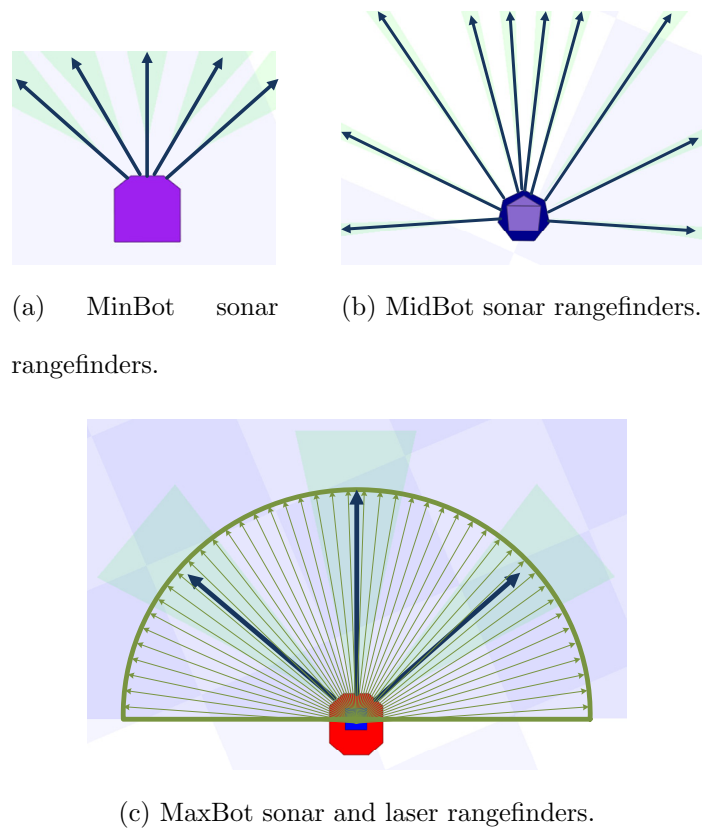 (a) MinBot sonar
rangefinders.
(b) MidBot sonar rangefinders.
(c) MaxBot sonar and laser rangefinders.